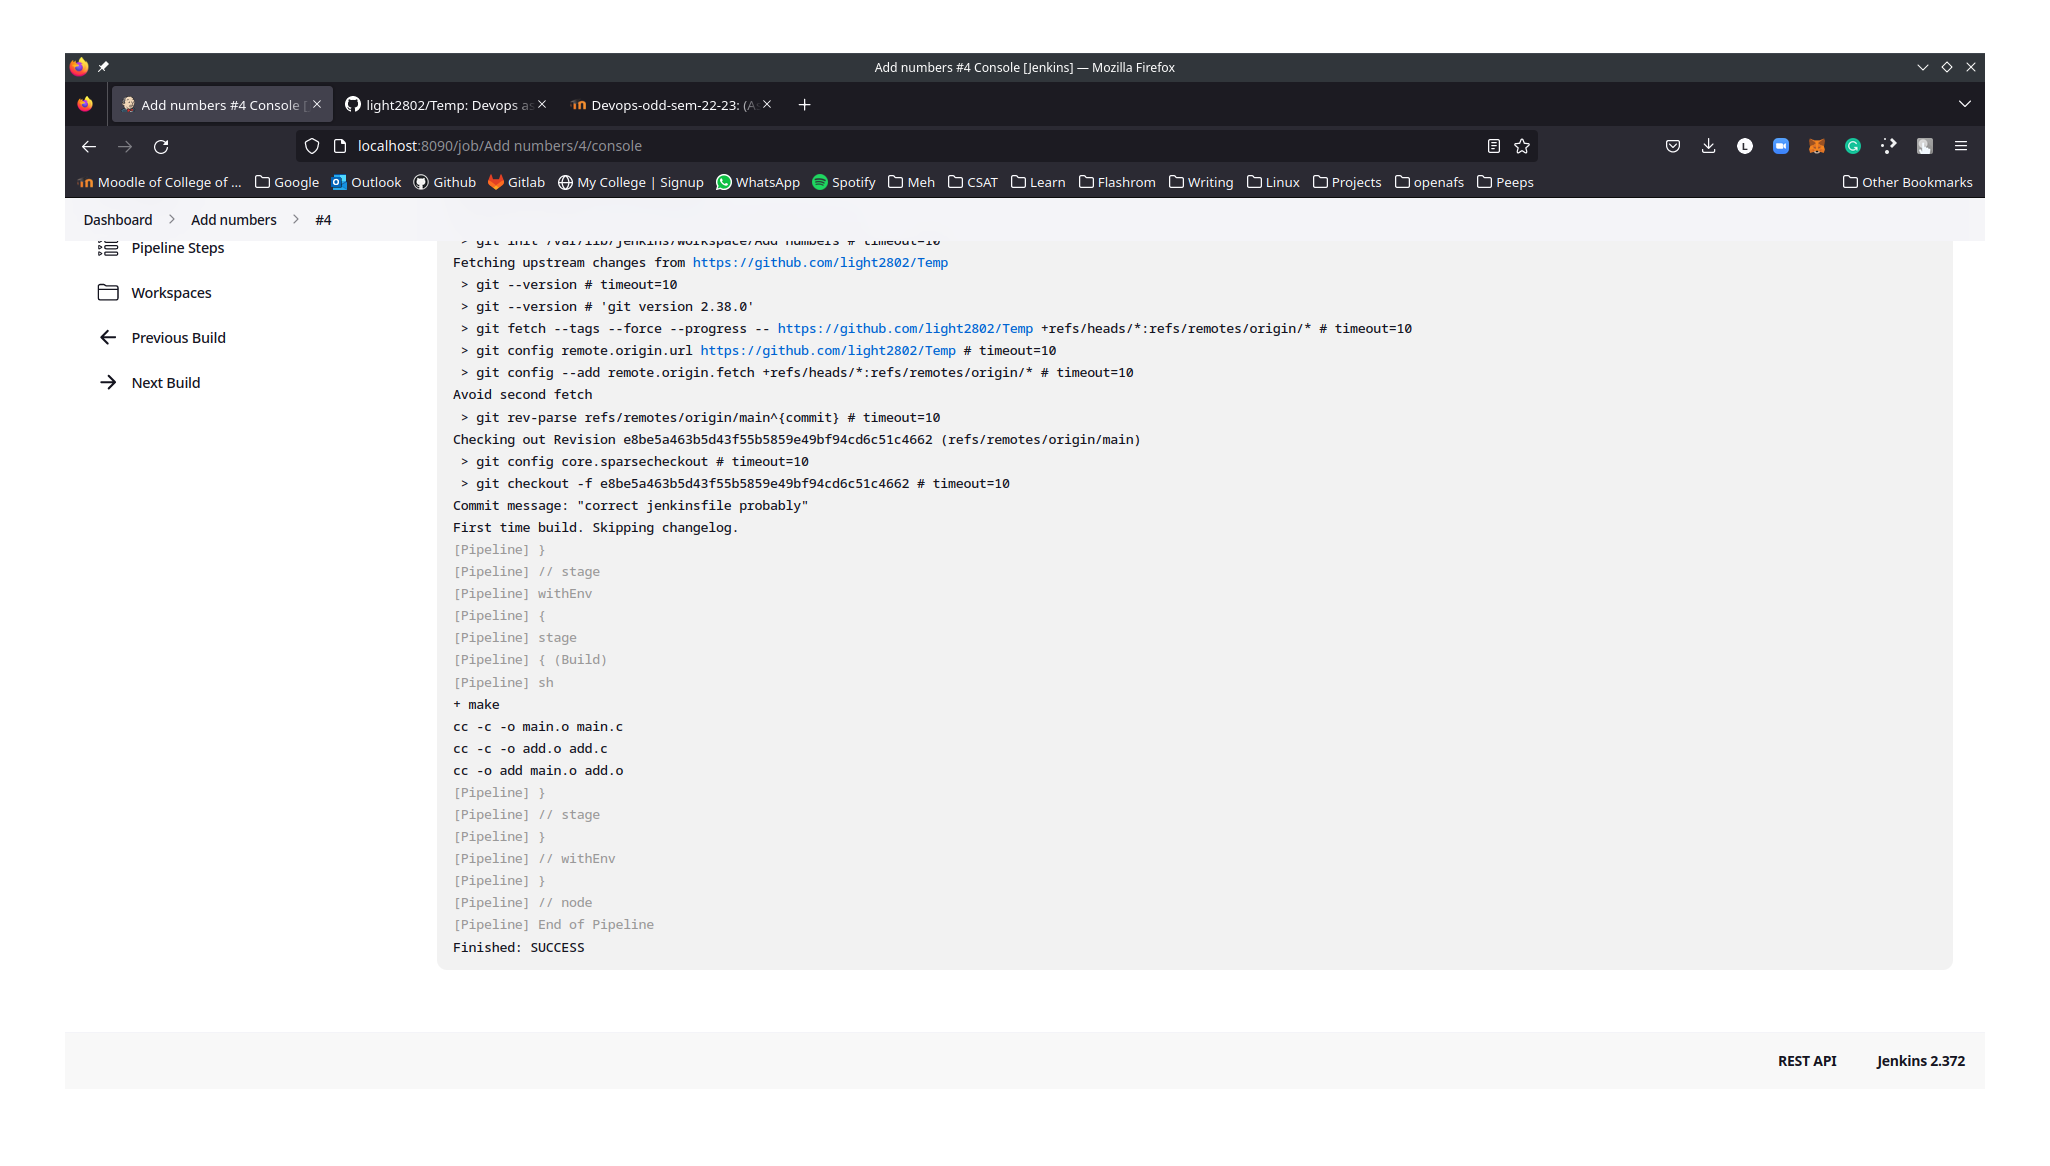 Add numbers #4 Console [Jenkins] — Mozilla Firefox
Add numbers #4 Console [
light2802/Temp: Devops as
Devops-odd-sem-22-23: (A
localhost:8090/job/Add numbers/4/console
Moodle of College of ... Google Outlook Github Gitlab My College | Signup WhatsApp Spotify Meh CSAT Learn Flashrom Writing Linux Projects openafs Peeps Other Bookmarks
Dashboard > Add numbers > #4
Pipeline Steps
Workspaces
Previous Build
Next Build
> git init /var/lib/jenkins/workspace/Add numbers # timeout=10
Fetching upstream changes from https://github.com/light2802/Temp
> git --version # timeout=10
> git --version # 'git version 2.38.0'
> git fetch --tags --force --progress -- https://github.com/light2802/Temp +refs/heads/*:refs/remotes/origin/* # timeout=10
> git config remote.origin.url https://github.com/light2802/Temp # timeout=10
> git config --add remote.origin.fetch +refs/heads/*:refs/remotes/origin/* # timeout=10
Avoid second fetch
> git rev-parse refs/remotes/origin/main^{commit} # timeout=10
Checking out Revision e8be5a463b5d43f55b5859e49bf94cd6c51c4662 (refs/remotes/origin/main)
> git config core.sparsecheckout # timeout=10
> git checkout -f e8be5a463b5d43f55b5859e49bf94cd6c51c4662 # timeout=10
Commit message: "correct jenkinsfile probably"
First time build. Skipping changelog.
[Pipeline] }
[Pipeline] // stage
[Pipeline] withEnv
[Pipeline] {
[Pipeline] stage
[Pipeline] { (Build)
[Pipeline] sh
+ make
cc -c -o main.o main.c
cc -c -o add.o add.c
cc -o add main.o add.o
[Pipeline] }
[Pipeline] // stage
[Pipeline] }
[Pipeline] // withEnv
[Pipeline] }
[Pipeline] // node
[Pipeline] End of Pipeline
Finished: SUCCESS
REST API Jenkins 2.372